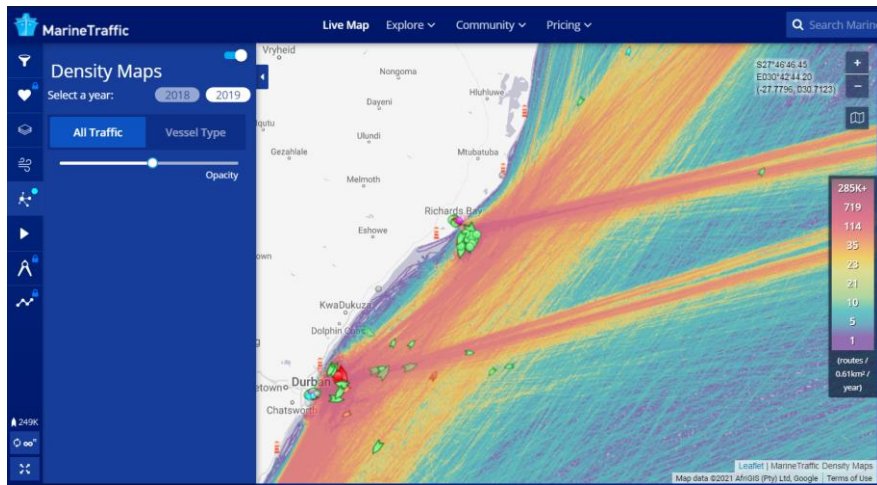 MarineTraffic
Live Map
Explore
Community
Pricing
Search Marine
Density Maps
Select a year:
2018
2019
All Traffic
Vessel Type
Opacity
249K
Vryheid
Nongoma
Hluhluwe
Dayeni
Ulundi
Gezahlale
Mtubatuba
Melmoth
Richards Bay
Eshowe
KwaDukuza
Durban
Chatsworth
S27°46'46.45
E030°42'44.20
(-27.7796, 030.7123)
+
−
285K+
719
114
35
23
21
10
5
1
(routes /
0.61km² /
year)
Leaflet | MarineTraffic Density Maps
Map data ©2021 AfriGIS (Pty) Ltd, Google
Terms of Use